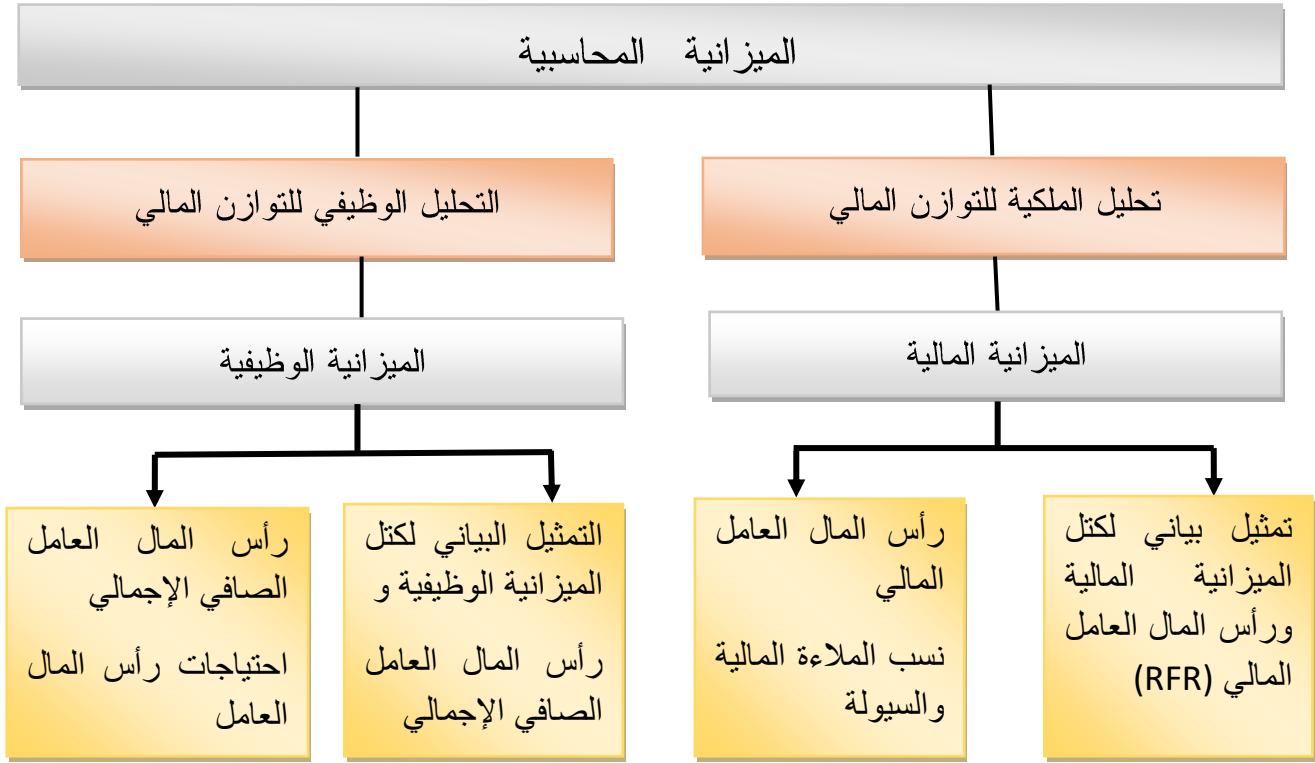 الميزانية المحاسبية
تحليل الملكية للتوازن المالي
التحليل الوظيفي للتوازن المالي
الميزانية المالية
الميزانية الوظيفية
تمثيل بياني لكتل
الميزانية المالية
ورأس المال العامل
المالي (RFR)
رأس المال العامل
المالي
نسب الملاءة المالية
والسيولة
التمثيل البياني لكتل
الميزانية الوظيفية و
رأس المال العامل
الصافي الإجمالي
رأس المال العامل
الصافي الإجمالي
احتياجات رأس المال
العامل